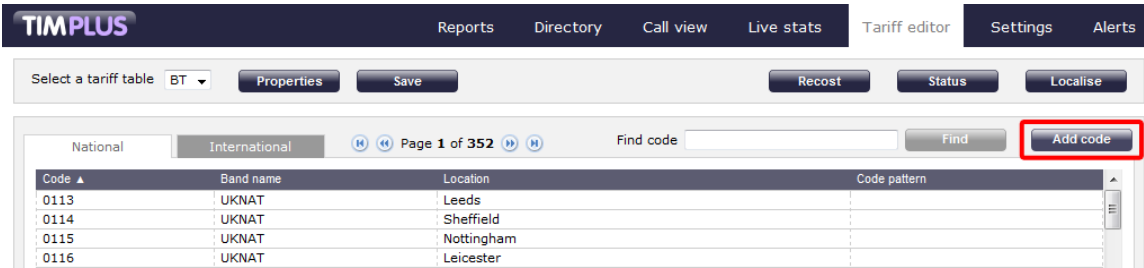 TIMPLUS Reports Directory Call view Live stats Tariff editor Settings Alerts
Select a tariff table BT Properties Save Recost Status Localise
National International Page 1 of 352 Find code Find Add code
Code Band name Location Code pattern
0113 UKNAT Leeds
0114 UKNAT Sheffield
0115 UKNAT Nottingham
0116 UKNAT Leicester